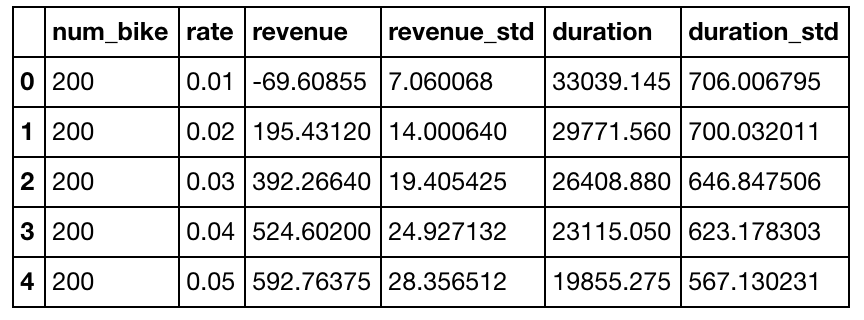 num_bike rate revenue revenue_std duration duration_std
0 200 0.01 -69.60855 7.060068 33039.145 706.006795
1 200 0.02 195.43120 14.000640 29771.560 700.032011
2 200 0.03 392.26640 19.405425 26408.880 646.847506
3 200 0.04 524.60200 24.927132 23115.050 623.178303
4 200 0.05 592.76375 28.356512 19855.275 567.130231